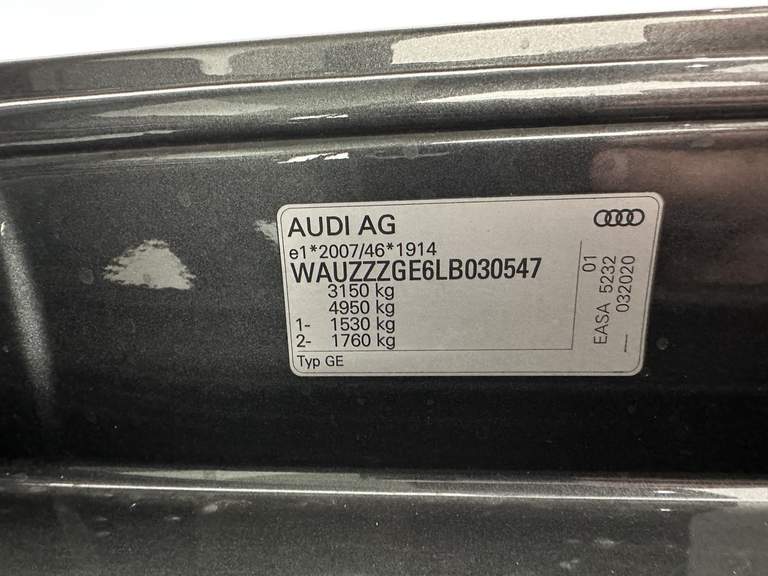 AUDI AG
e1*2007/46*1914
WAUZZZGE6LB030547
3150 kg
4950 kg
1- 1530 kg
2- 1760 kg
Typ GE
EASA 5232 01
— 032020